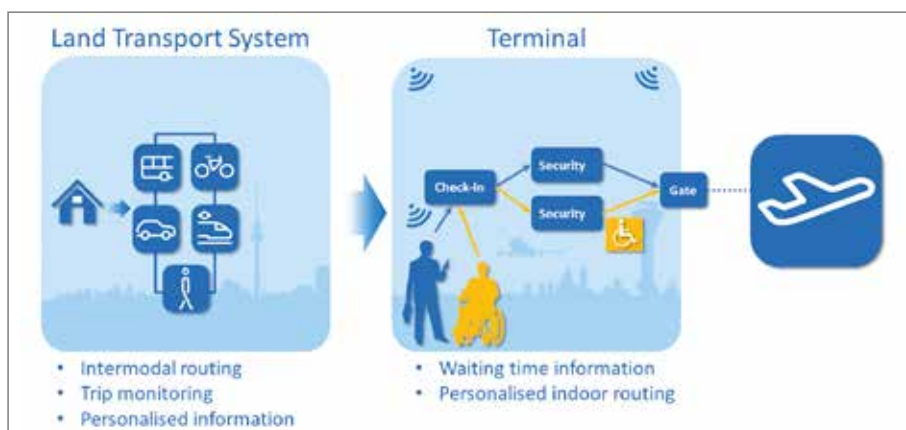 Land Transport System
Terminal
Check-in
Security
Security
Gate
• Intermodal routing
• Trip monitoring
• Personalised information
• Waiting time information
• Personalised indoor routing